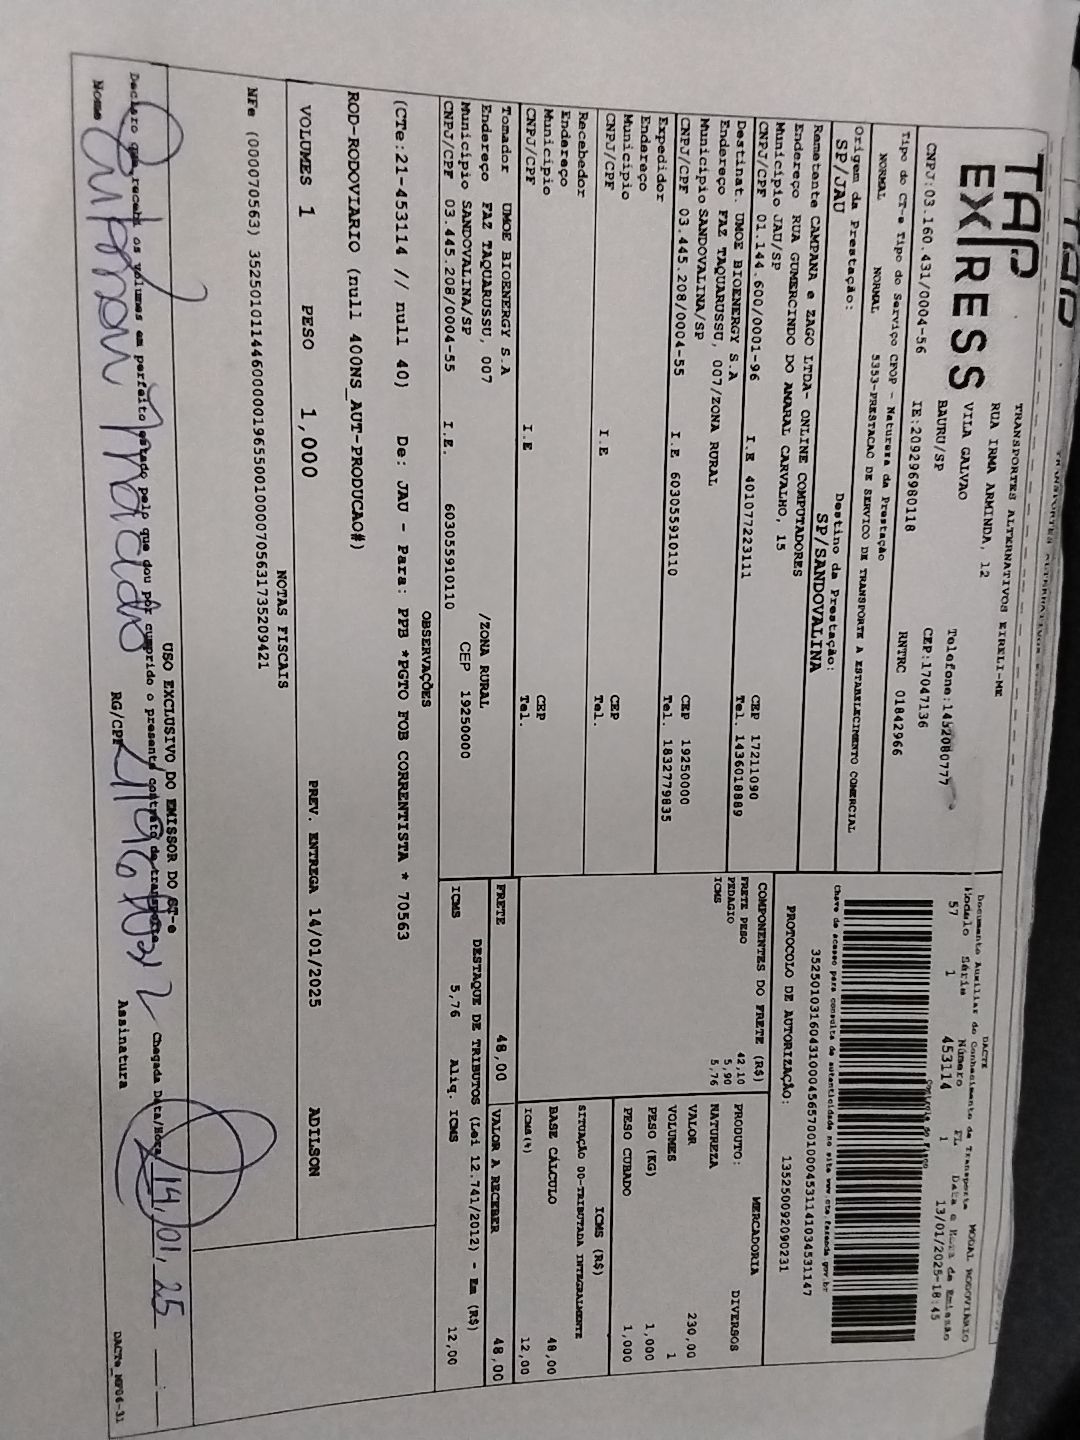 TAP
EXPRESS
TRANSPORTES ALTERNATIVOS EIRELI-ME
RUA IRMA ARMINDA, 12
VILA GALVAO
BAURU/SP
Telefone:1432080777
CEP:17047136
CNPJ:03.160.431/0004-56 IE:209296980118 RNTRC 01842966
DACTE
Documento Auxiliar do Conhecimento de Transporte MODAL RODOVIÁRIO
Modelo Série Número FL Data e Hora de Emissão
57 1 453114 1 13/01/2025-18:45
Controle do Fisco
Chave de acesso para consulta de autenticidade no site www.cte.fazenda.gov.br
35250103160431000456570010004531141034531147
PROTOCOLO DE AUTORIZAÇÃO: 135250092090231
Tipo do CT-e Tipo do Serviço CFOP - Natureza da Prestação
NORMAL NORMAL 5353-PRESTACAO DE SERVICO DE TRANSPORTE A ESTABELECIMENTO COMERCIAL
Origem da Prestação: Destino da Prestação:
SP/JAU SP/SANDOVALINA
Remetente CAMPANA e ZAGO LTDA- ONLINE COMPUTADORES
Endereço RUA GUMERCINDO DO AMARAL CARVALHO, 15
Município JAU/SP CEP 17211090
CNPJ/CPF 01.144.600/0001-96 I.E 401077223111 Tel. 1436018889
Destinat. UMOE BIOENERGY S.A
Endereço FAZ TAQUARUSSU, 007/ZONA RURAL
Município SANDOVALINA/SP CEP 19250000
CNPJ/CPF 03.445.208/0004-55 I.E 603055910110 Tel. 1832779835
Expedidor
Endereço
Município CEP
CNPJ/CPF I.E Tel.
Recebedor
Endereço
Município CEP
CNPJ/CPF I.E Tel.
Tomador UMOE BIOENERGY S.A
Endereço FAZ TAQUARUSSU, 007 /ZONA RURAL
Município SANDOVALINA/SP CEP 19250000
CNPJ/CPF 03.445.208/0004-55 I.E. 603055910110
COMPONENTES DO FRETE (R$)
FRETE PESO 42,10
PEDAGIO 5,90
ICMS 5,76
PRODUTO: MERCADORIA
NATUREZA DIVERSOS
VALOR 230,00
VOLUMES 1
PESO (KG) 1,000
PESO CUBADO 1,000
ICMS (R$)
SITUAÇÃO 00-TRIBUTADA INTEGRALMENTE
BASE CÁLCULO 48,00
ICMS(%) 12,00
FRETE 48,00 VALOR A RECEBER 48,00
DESTAQUE DE TRIBUTOS (Lei 12.741/2012) - Em (R$)
ICMS 5,76 Aliq. ICMS 12,00
OBSERVAÇÕES
(CTe:21-453114 // null 40) De: JAU - Para: PPB *PGTO FOB CORRENTISTA * 70563
ROD-RODOVIARIO (null 400NS_AUT-PRODUCAO#)
VOLUMES 1 PESO 1,000 PREV. ENTREGA 14/01/2025 ADILSON
NOTAS FISCAIS
NFe (000070563) 35250101144600000196550010000705631735209421
USO EXCLUSIVO DO EMISSOR DO CT-e
Declaro que recebi os volumes em perfeito estado pelo que dou por cumprido o presente contrato de transporte. Chegada Data/Hora 14/01/25
Nome RG/CPF Assinatura
DACTe_MP06-31